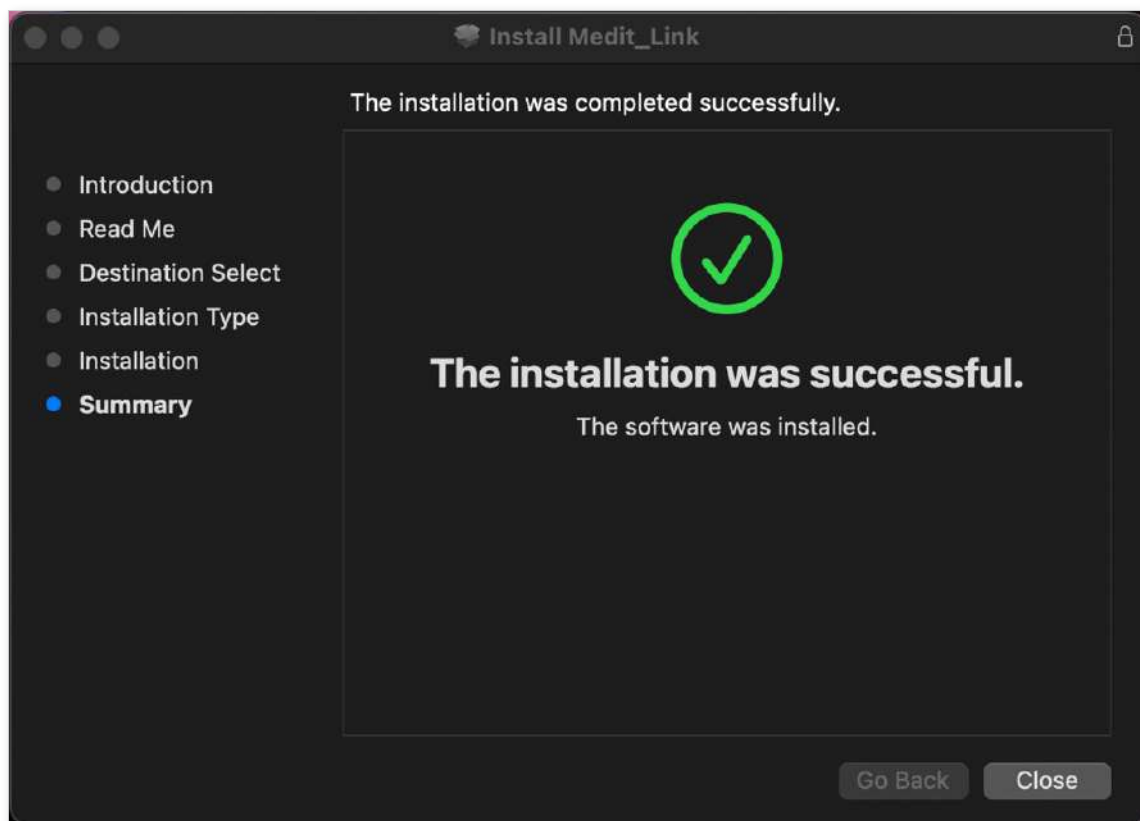 Install Medit_Link
The installation was completed successfully.
Introduction
Read Me
Destination Select
Installation Type
Installation
Summary
The installation was successful.
The software was installed.
Go Back
Close